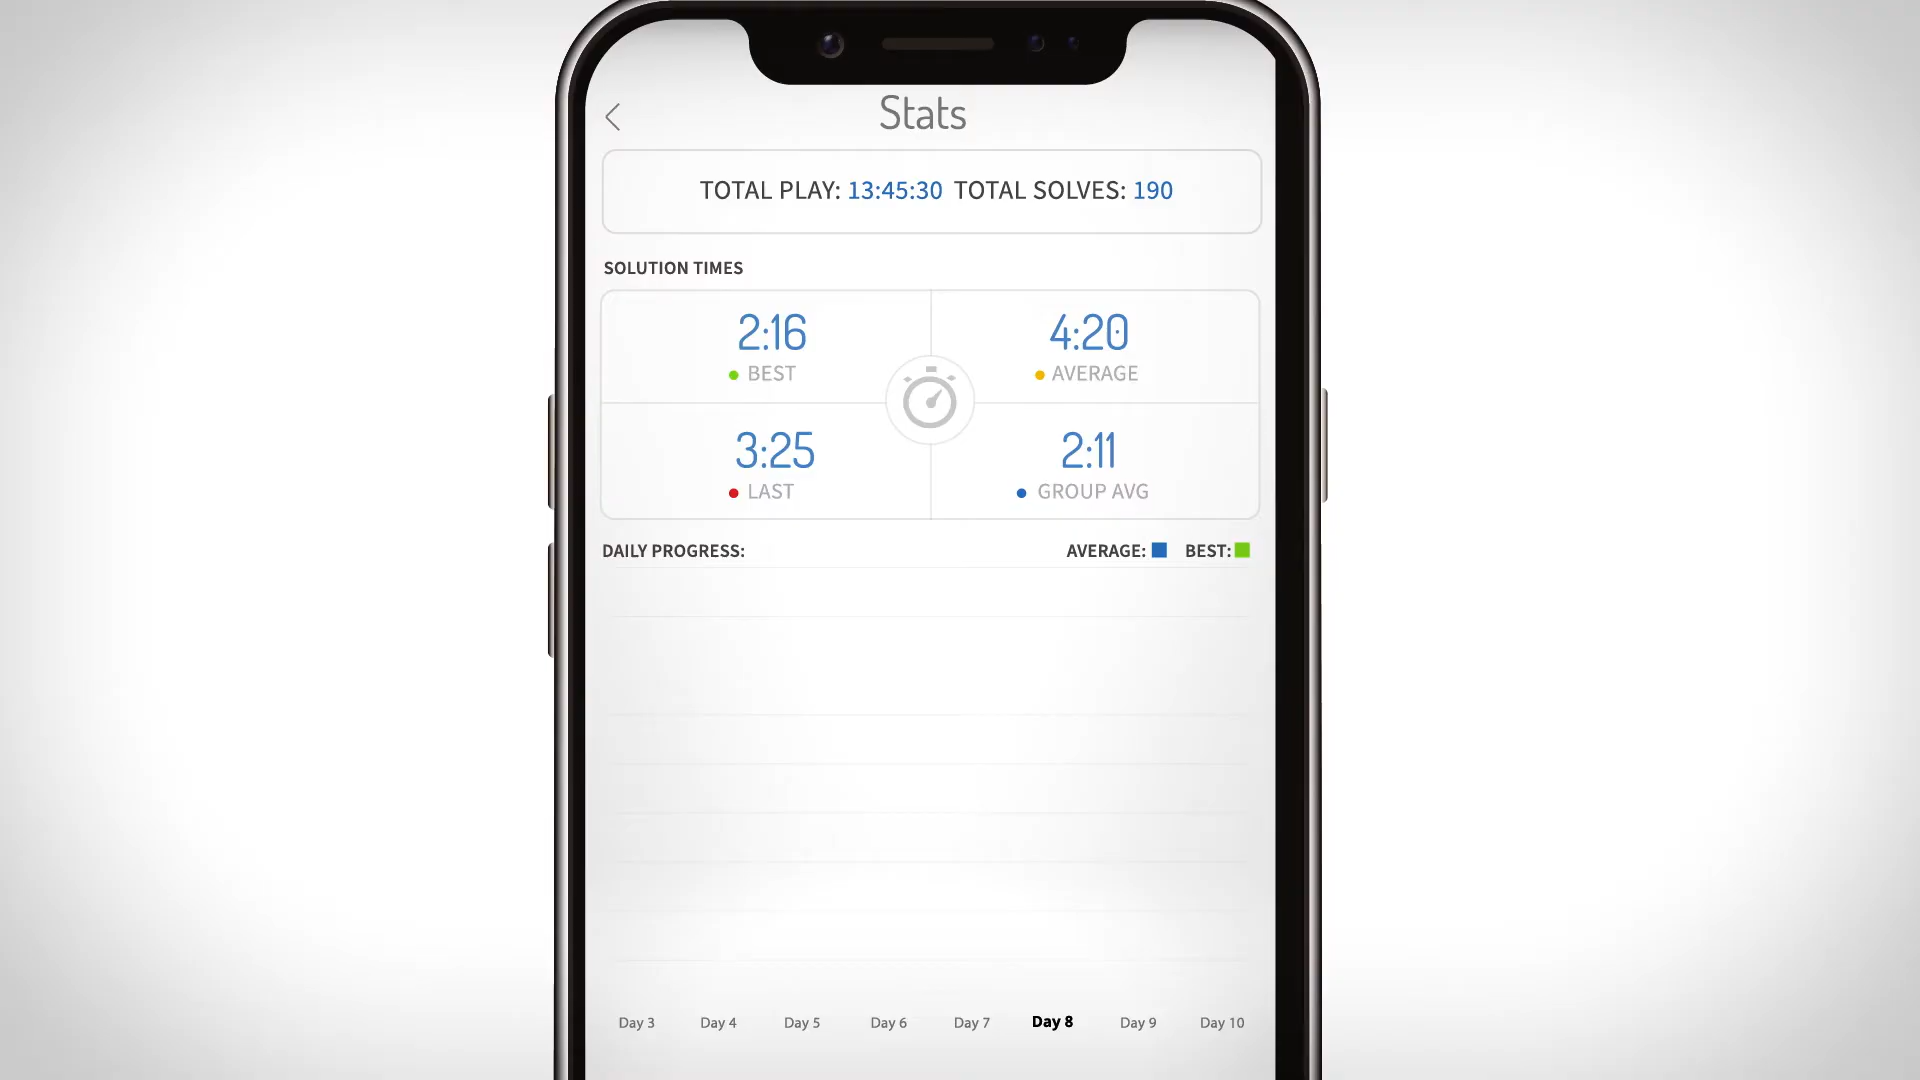 Stats
TOTAL PLAY: 13:45:30 TOTAL SOLVES: 190
SOLUTION TIMES
2:16
BEST
4:20
AVERAGE
3:25
LAST
2:11
GROUP AVG
DAILY PROGRESS: AVERAGE: BEST:
Day 3 Day 4 Day 5 Day 6 Day 7 Day 8 Day 9 Day 10